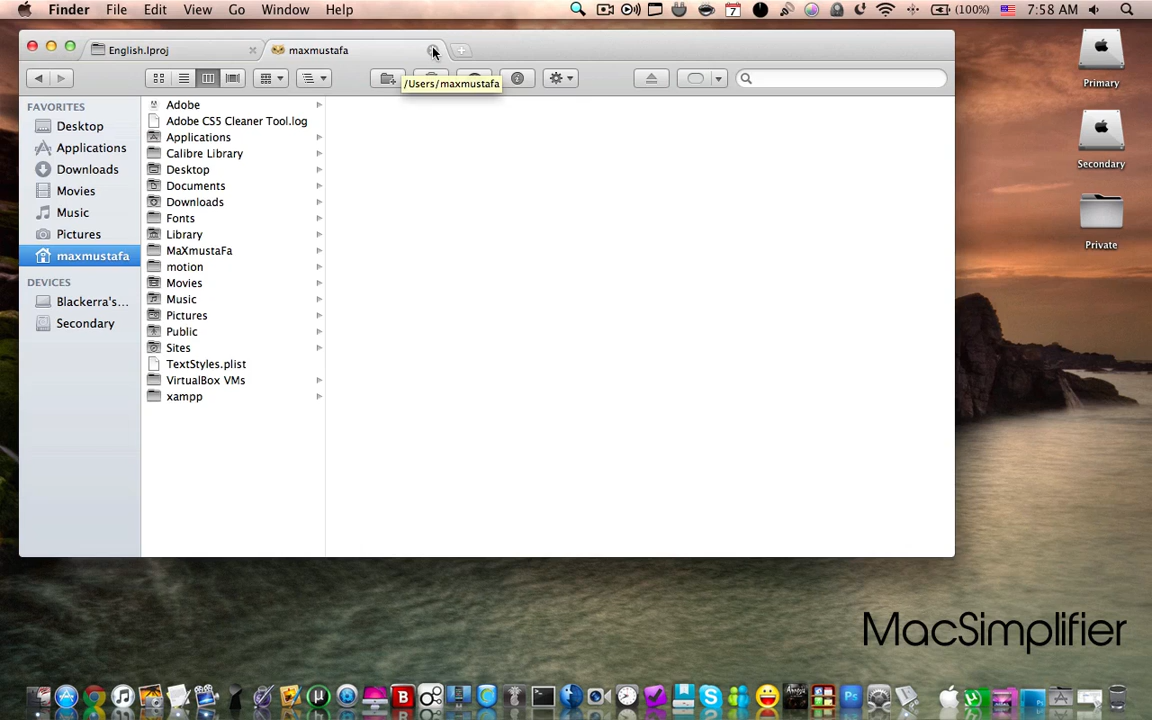 Finder File Edit View Go Window Help 7 (100%) 7:58 AM
English.lproj maxmustafa
/Users/maxmustafa
FAVORITES
Desktop
Applications
Downloads
Movies
Music
Pictures
maxmustafa
DEVICES
Blackerra's...
Secondary
Adobe
Adobe CS5 Cleaner Tool.log
Applications
Calibre Library
Desktop
Documents
Downloads
Fonts
Library
MaXmustaFa
motion
Movies
Music
Pictures
Public
Sites
TextStyles.plist
VirtualBox VMs
xampp
Primary
Secondary
Private
MacSimplifier